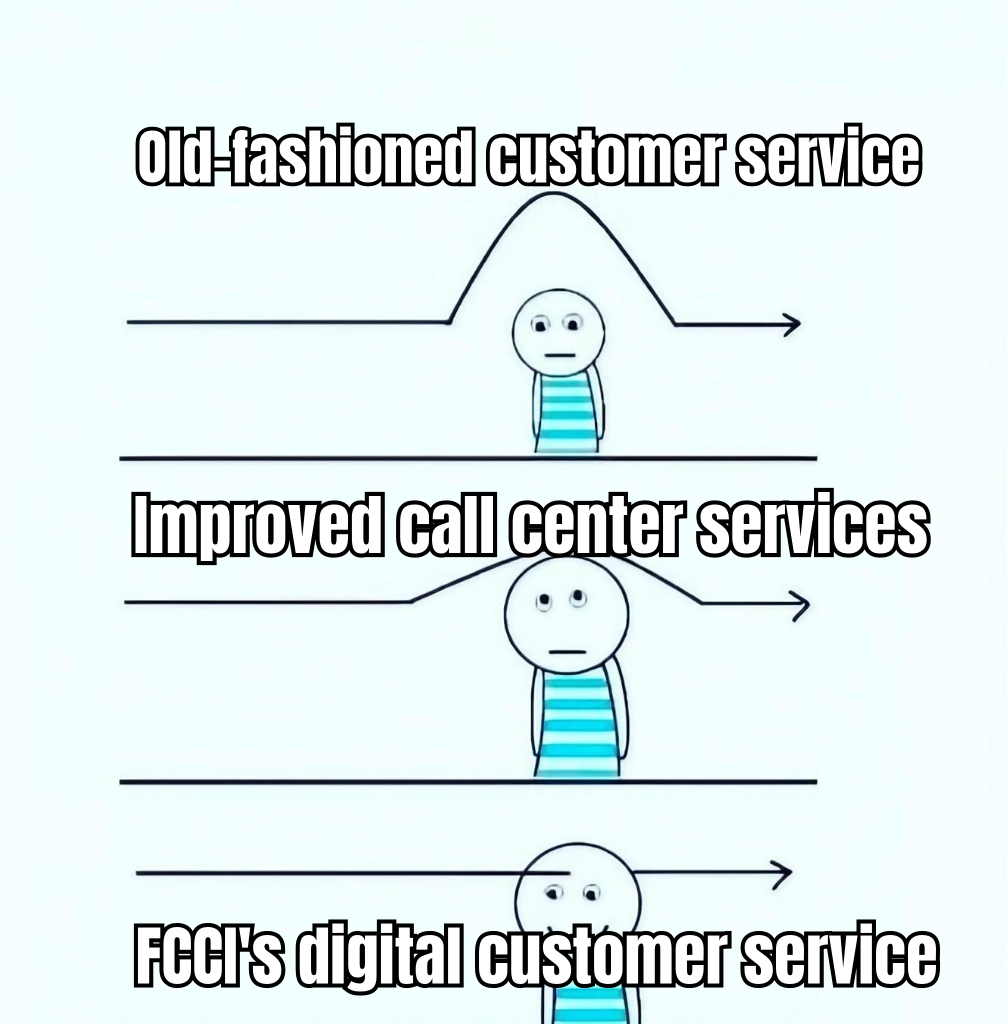 Old-fashioned customer service
Improved call center services
FCCI's digital customer service